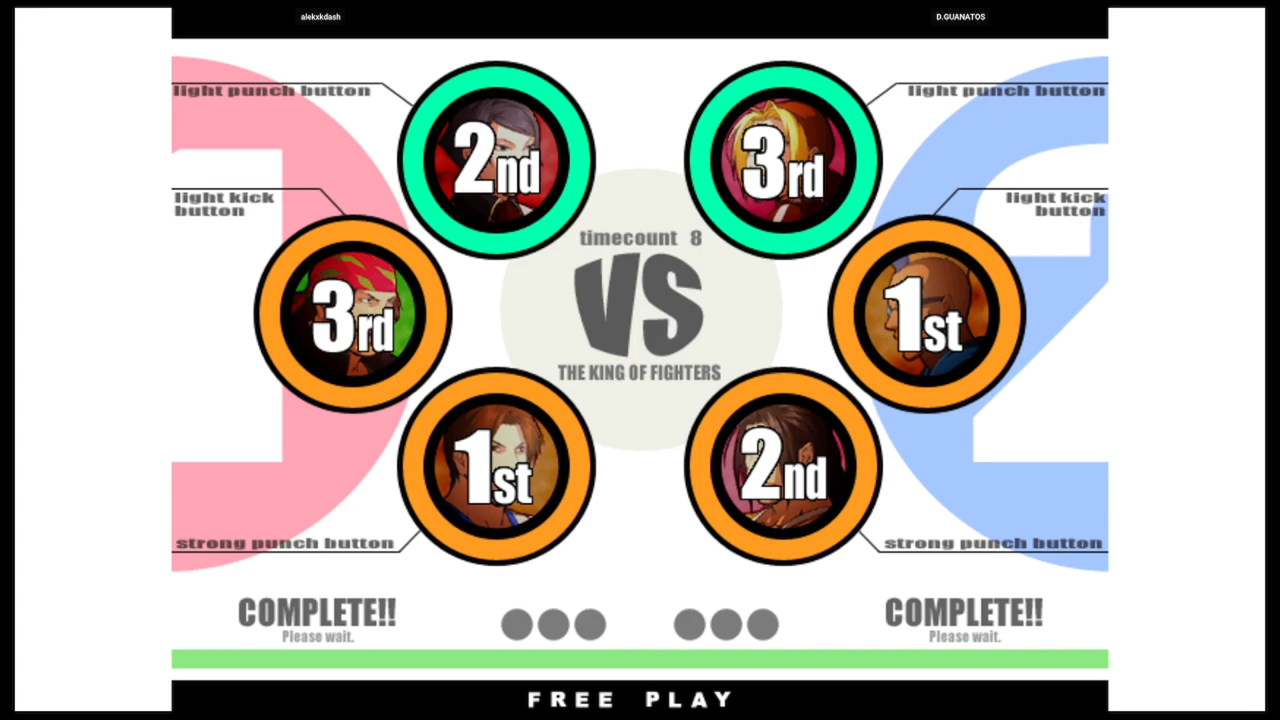 alekxkdash
D.GUANATOS
light punch button
light punch button
2nd
3rd
light kick
button
light kick
button
timecount 8
VS
THE KING OF FIGHTERS
3rd
1st
1st
2nd
strong punch button
strong punch button
COMPLETE!!
Please wait.
COMPLETE!!
Please wait.
FREE PLAY
1
2